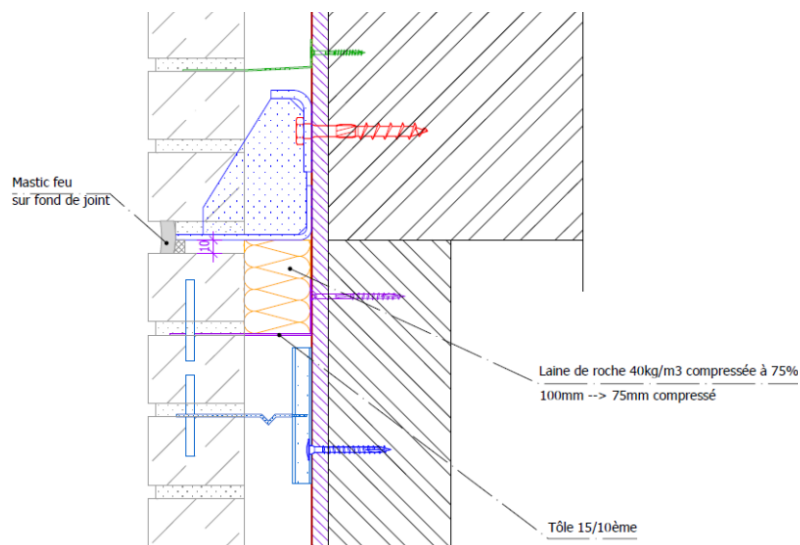 Mastic feu
sur fond de joint
10
Laine de roche 40kg/m3 compressée à 75%
100mm --> 75mm compressé
Tôle 15/10ème